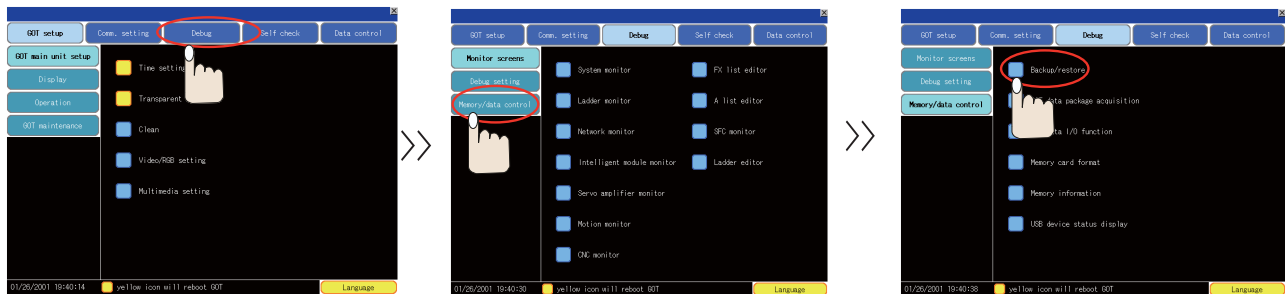 GOT setup Comm. setting Debug Self check Data control
GOT main unit setup
Display
Operation
GOT maintenance
Time setting
Transparent
Clean
Video/RGB setting
Multimedia setting
01/26/2001 19:40:14 yellow icon will reboot GOT Language
GOT setup Comm. setting Debug Self check Data control
Monitor screens
Debug setting
Memory/data control
System monitor FX list editor
Ladder monitor A list editor
Network monitor SFC monitor
Intelligent module monitor Ladder editor
Servo amplifier monitor
Motion monitor
CNC monitor
01/26/2001 19:40:30 yellow icon will reboot GOT Language
GOT setup Comm. setting Debug Self check Data control
Monitor screens
Debug setting
Memory/data control
Backup/restore
data package acquisition
I/O function
Memory card format
Memory information
USB device status display
01/26/2001 19:40:38 yellow icon will reboot GOT Language